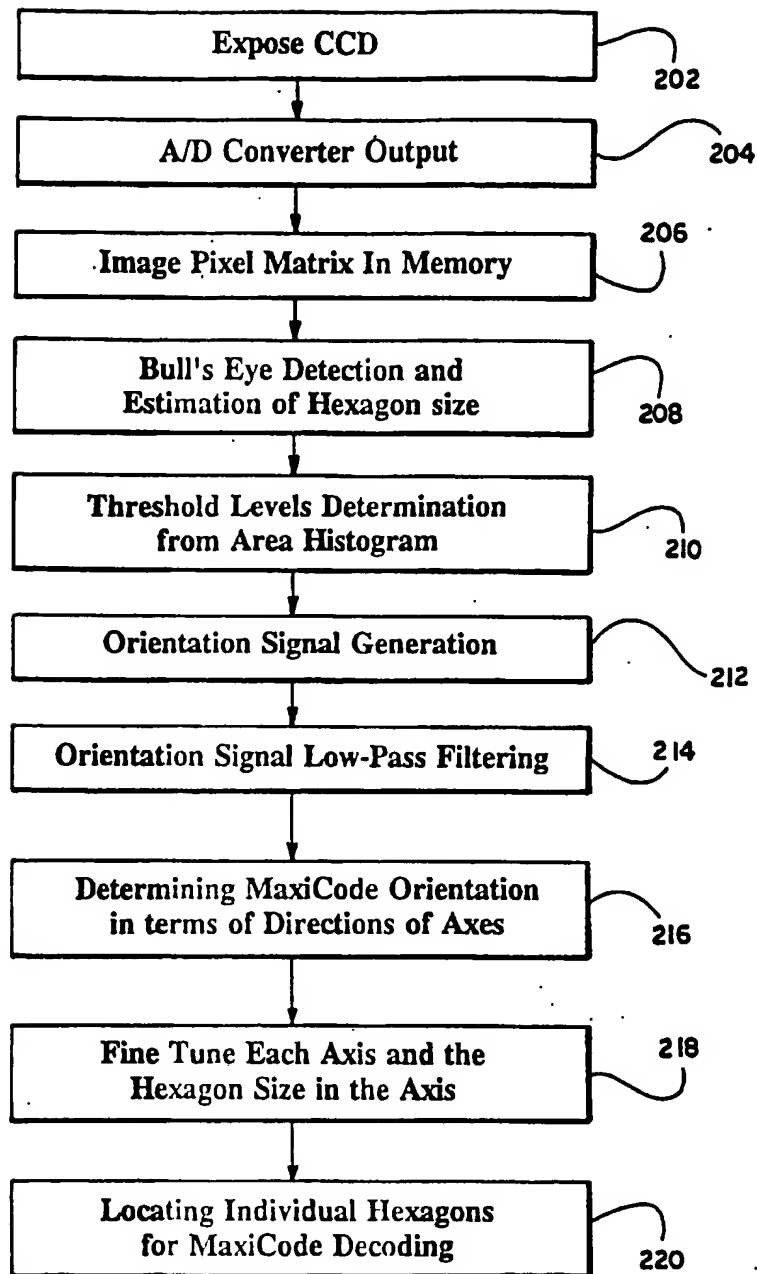 Expose CCD
202
A/D Converter Output
204
Image Pixel Matrix In Memory
206
Bull's Eye Detection and
Estimation of Hexagon size
208
Threshold Levels Determination
from Area Histogram
210
Orientation Signal Generation
212
Orientation Signal Low-Pass Filtering
214
Determining MaxiCode Orientation
in terms of Directions of Axes
216
Fine Tune Each Axis and the
Hexagon Size in the Axis
218
Locating Individual Hexagons
for MaxiCode Decoding
220